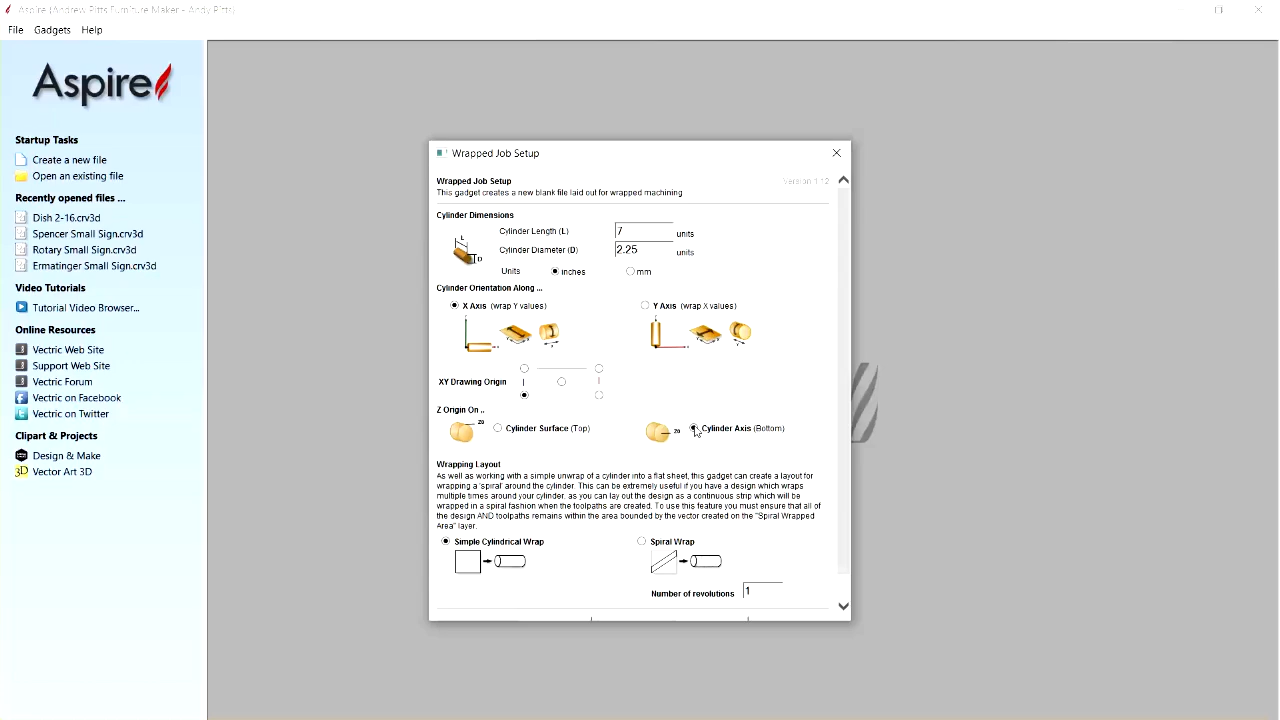 Aspire (Andrew Pitts Furniture Maker - Andy Pitts)
File Gadgets Help
Aspire
Startup Tasks
Create a new file
Open an existing file
Recently opened files ...
Dish 2-16.crv3d
Spencer Small Sign.crv3d
Rotary Small Sign.crv3d
Ermatinger Small Sign.crv3d
Video Tutorials
Tutorial Video Browser...
Online Resources
Vectric Web Site
Support Web Site
Vectric Forum
Vectric on Facebook
Vectric on Twitter
Clipart & Projects
Design & Make
Vector Art 3D
Wrapped Job Setup
Wrapped Job Setup Version 1.12
This gadget creates a new blank file laid out for wrapped machining
Cylinder Dimensions
Cylinder Length (L) 7 units
Cylinder Diameter (D) 2.25 units
L
D
Units inches mm
Cylinder Orientation Along ...
X Axis (wrap Y values) Y Axis (wrap X values)
XY Drawing Origin
Z Origin On ..
Z0 Cylinder Surface (Top) Z0 Cylinder Axis (Bottom)
Wrapping Layout
As well as working with a simple unwrap of a cylinder into a flat sheet, this gadget can create a layout for
wrapping a 'spiral' around the cylinder. This can be extremely useful if you have a design which wraps
multiple times around your cylinder. as you can lay out the design as a continuous strip which will be
wrapped in a spiral fashion when the toolpaths are created. To use this feature you must ensure that all of
the design AND toolpaths remains within the area bounded by the vector created on the "Spiral Wrapped
Area" layer.
Simple Cylindrical Wrap Spiral Wrap
Number of revolutions 1